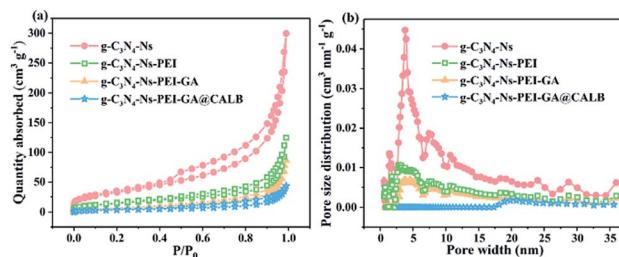 (a)
300
250
200
150
100
50
0
Quantity absorbed (cm³ g⁻¹)
g-C₃N₄-Ns
g-C₃N₄-Ns-PEI
g-C₃N₄-Ns-PEI-GA
g-C₃N₄-Ns-PEI-GA@CALB
0.0 0.2 0.4 0.6 0.8 1.0
P/P₀
(b)
0.04
0.03
0.02
0.01
0.00
Pore size distribution (cm³ nm⁻¹ g⁻¹)
g-C₃N₄-Ns
g-C₃N₄-Ns-PEI
g-C₃N₄-Ns-PEI-GA
g-C₃N₄-Ns-PEI-GA@CALB
0 5 10 15 20 25 30 35
Pore width (nm)